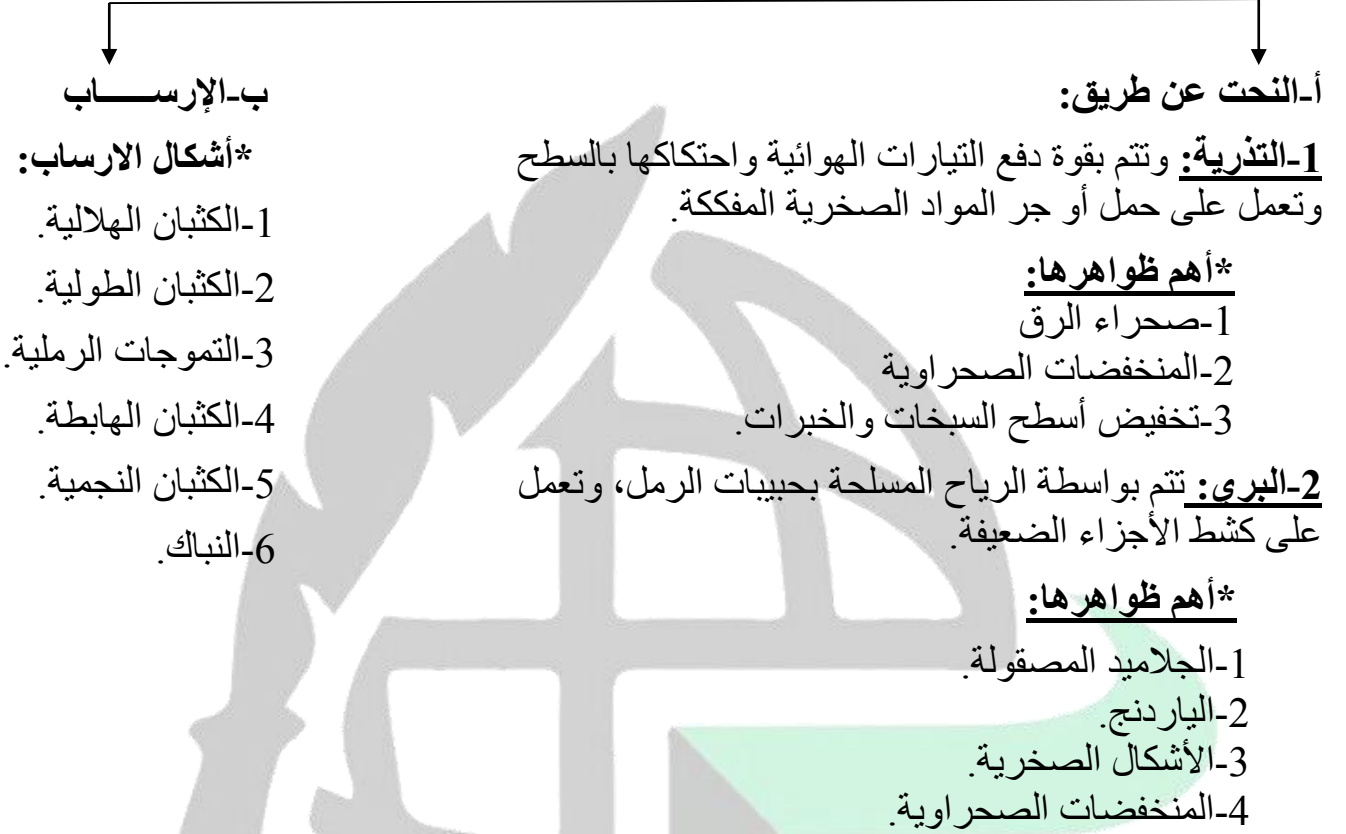 أ-النحت عن طريق:
1-التذرية: وتتم بقوة دفع التيارات الهوائية واحتكاكها بالسطح
وتعمل على حمل أو جر المواد الصخرية المفككة.
*أهم ظواهرها:
1-صحراء الرق
2-المنخفضات الصحراوية
3-تخفيض أسطح السبخات والخبرات.
2-البري: تتم بواسطة الرياح المسلحة بحبيبات الرمل، وتعمل
على كشط الأجزاء الضعيفة.
*أهم ظواهرها:
1-الجلاميد المصقولة.
2-الياردنج.
3-الأشكال الصخرية.
4-المنخفضات الصحراوية.
ب-الإرســــاب
*أشكال الارساب:
1-الكثبان الهلالية.
2-الكثبان الطولية.
3-التموجات الرملية.
4-الكثبان الهابطة.
5-الكثبان النجمية.
6-النباك.